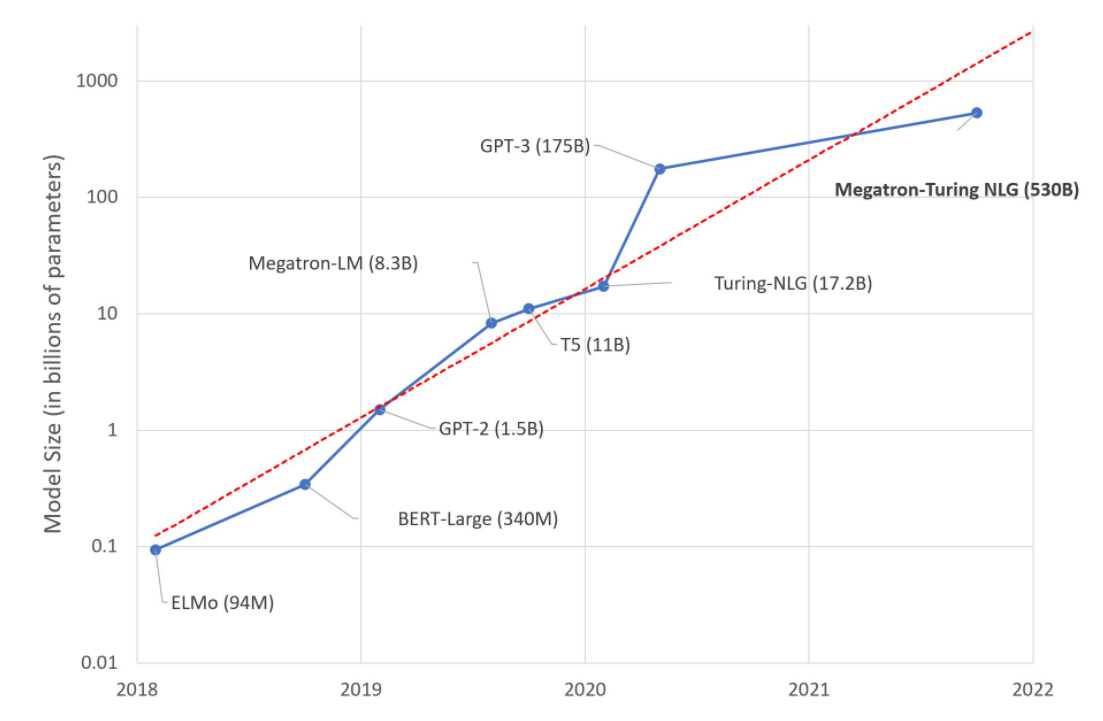 Model Size (in billions of parameters)
1000
100
10
1
0.1
0.01
2018
2019
2020
2021
2022
GPT-3 (175B)
Megatron-Turing NLG (530B)
Megatron-LM (8.3B)
Turing-NLG (17.2B)
T5 (11B)
GPT-2 (1.5B)
BERT-Large (340M)
ELMo (94M)